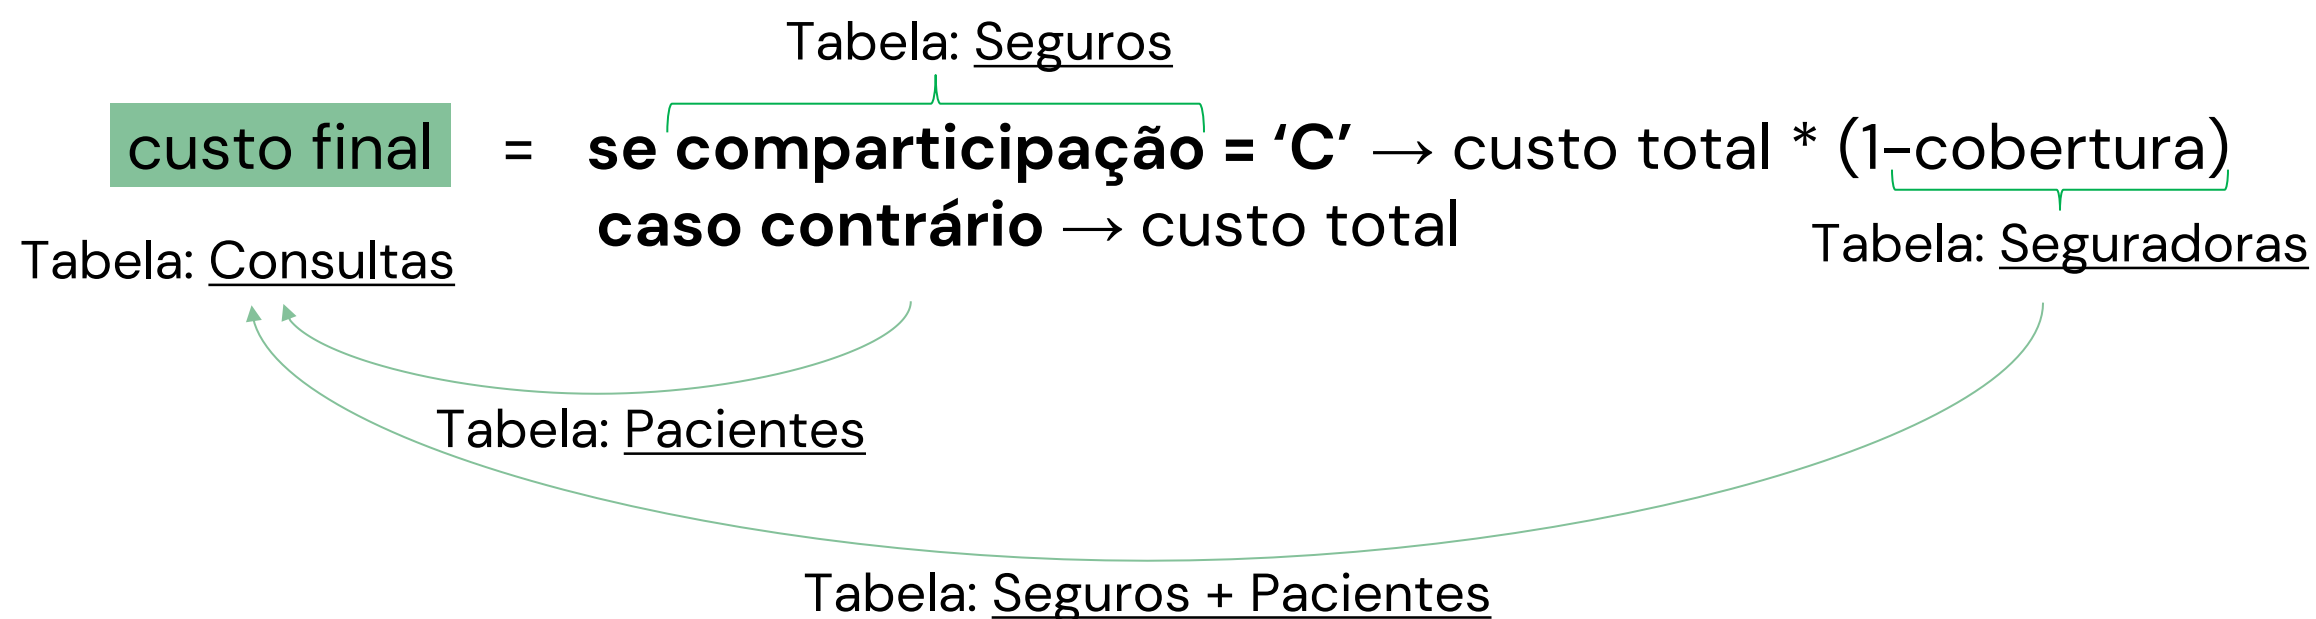 Tabela: Seguros
custo final = se comparticipação = ‘C’ → custo total * (1-cobertura)
caso contrário → custo total
Tabela: Consultas
Tabela: Seguradoras
Tabela: Pacientes
Tabela: Seguros + Pacientes